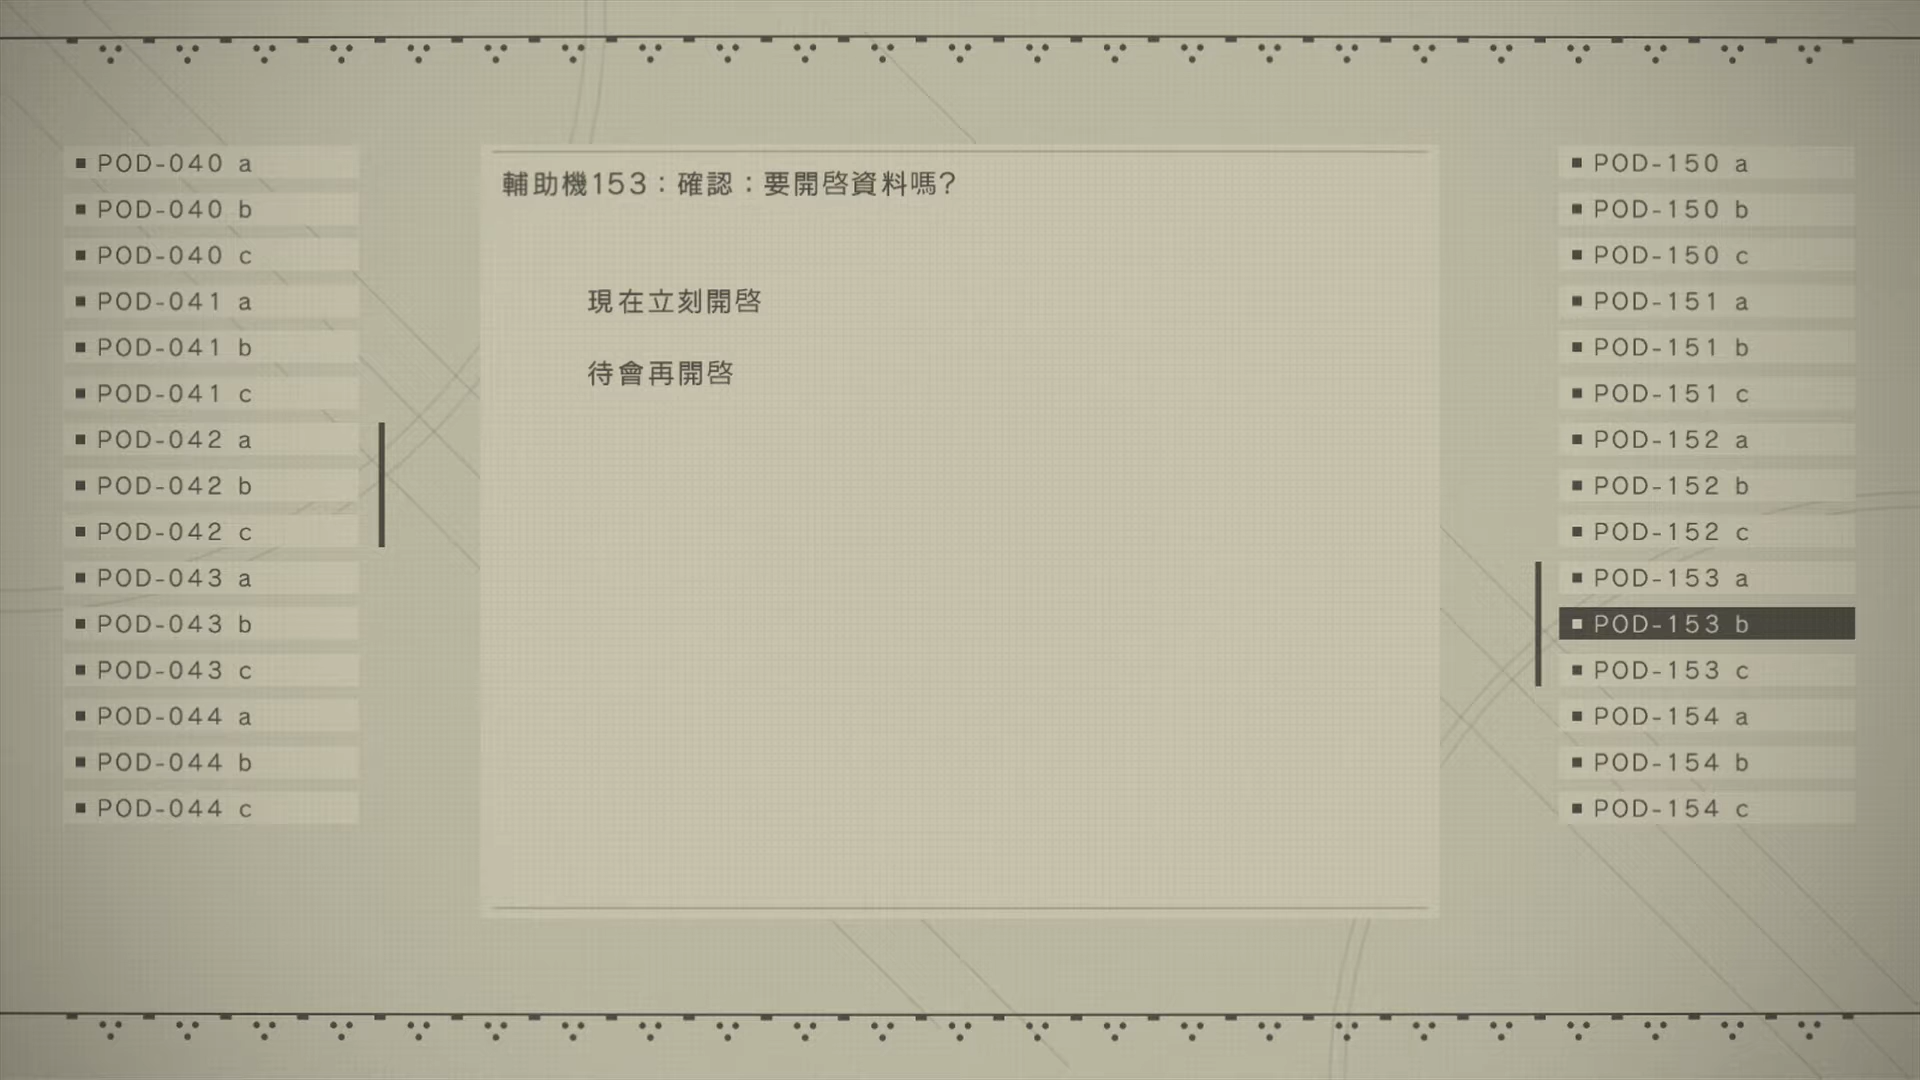 POD-040 a
POD-040 b
POD-040 c
POD-041 a
POD-041 b
POD-041 c
POD-042 a
POD-042 b
POD-042 c
POD-043 a
POD-043 b
POD-043 c
POD-044 a
POD-044 b
POD-044 c
輔助機153：確認：要開啓資料嗎?
現在立刻開啓
待會再開啓
POD-150 a
POD-150 b
POD-150 c
POD-151 a
POD-151 b
POD-151 c
POD-152 a
POD-152 b
POD-152 c
POD-153 a
POD-153 b
POD-153 c
POD-154 a
POD-154 b
POD-154 c